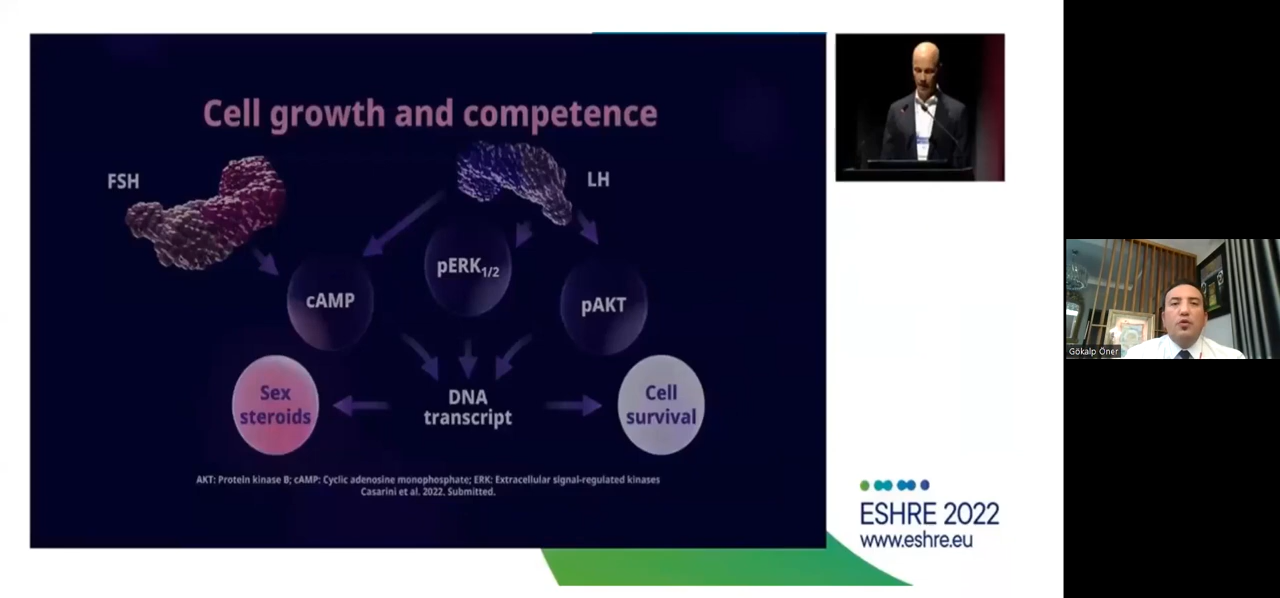 Cell growth and competence
FSH
LH
pERK1/2
cAMP
pAKT
Sex
steroids
DNA
transcript
Cell
survival
AKT: Protein kinase B; cAMP: Cyclic adenosine monophosphate; ERK: Extracellular signal-regulated kinases
Casarini et al. 2022. Submitted.
ESHRE 2022
www.eshre.eu
Gökalp Öner